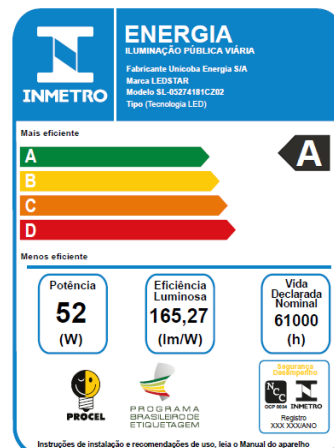 INMETRO
ENERGIA
ILUMINAÇÃO PÚBLICA VIÁRIA
Fabricante Unicoba Energia S/A
Marca LEDSTAR
Modelo SL-05274181CZ02
Tipo (Tecnologia LED)
Mais eficiente
A
A
B
C
D
Menos eficiente
Potência
52
(W)
Eficiência
Luminosa
165,27
(lm/W)
Vida
Declarada
Nominal
61000
(h)
PROCEL
PROGRAMA
BRASILEIRO DE
ETIQUETAGEM
Segurança
Desempenho
NCC
OCP 0034 INMETRO
Registro
XXX XXX/ANO
Instruções de instalação e recomendações de uso, leia o Manual do aparelho